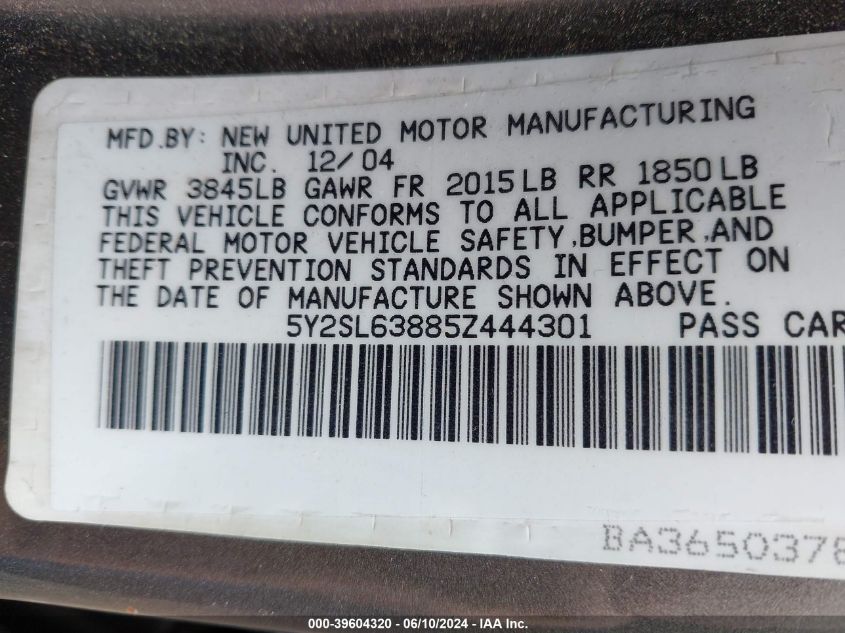 MFD.BY: NEW UNITED MOTOR MANUFACTURING
INC. 12/04
GVWR 3845LB GAWR FR 2015LB RR 1850LB
THIS VEHICLE CONFORMS TO ALL APPLICABLE
FEDERAL MOTOR VEHICLE SAFETY,BUMPER,AND
THEFT PREVENTION STANDARDS IN EFFECT ON
THE DATE OF MANUFACTURE SHOWN ABOVE.
5Y2SL63885Z444301 PASS CAR
BA3650378
000-39604320 - 06/10/2024 - IAA Inc.